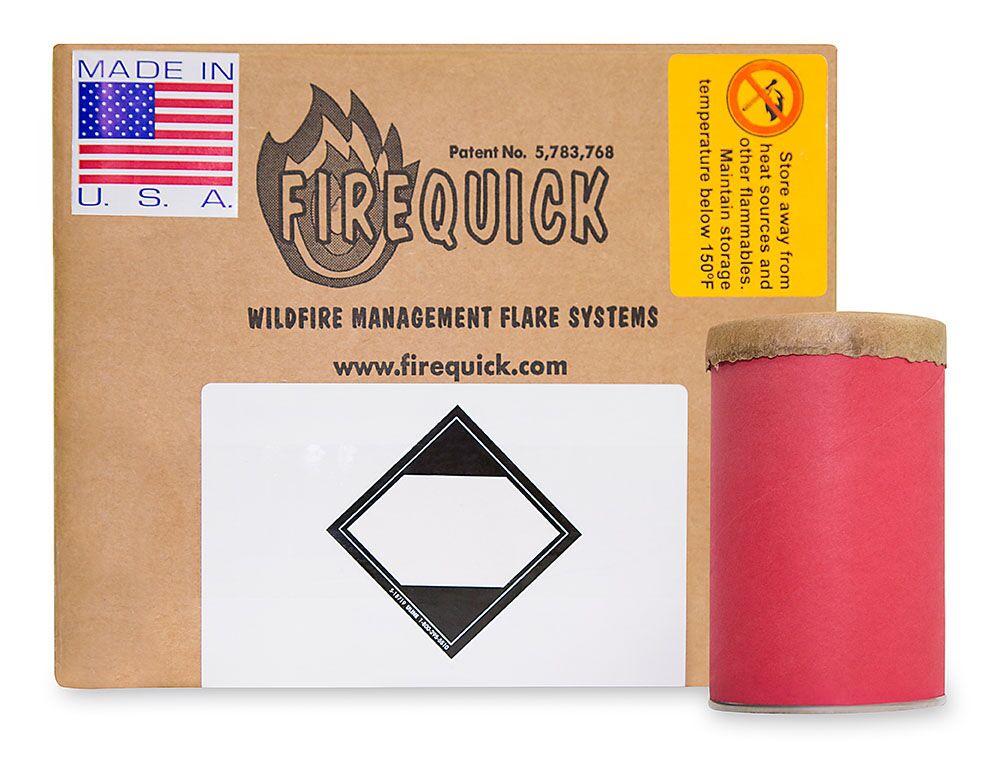 MADE IN
U. S. A.
Patent No. 5,783,768
FIREQUICK
WILDFIRE MANAGEMENT FLARE SYSTEMS
www.firequick.com
Store away from
heat sources and
other flammables.
Maintain storage
temperature below 150°F